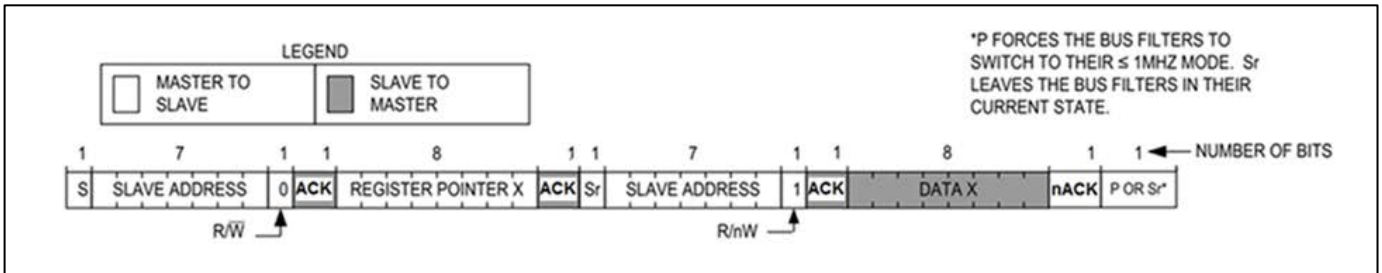 LEGEND
MASTER TO
SLAVE
SLAVE TO
MASTER
*P FORCES THE BUS FILTERS TO
SWITCH TO THEIR ≤ 1MHZ MODE. Sr
LEAVES THE BUS FILTERS IN THEIR
CURRENT STATE.
1 7 1 1 8 1 1 7 1 1 8 1 1 NUMBER OF BITS
S SLAVE ADDRESS 0 ACK REGISTER POINTER X ACK Sr SLAVE ADDRESS 1 ACK DATA X nACK P OR Sr*
R/W̅ R/nW